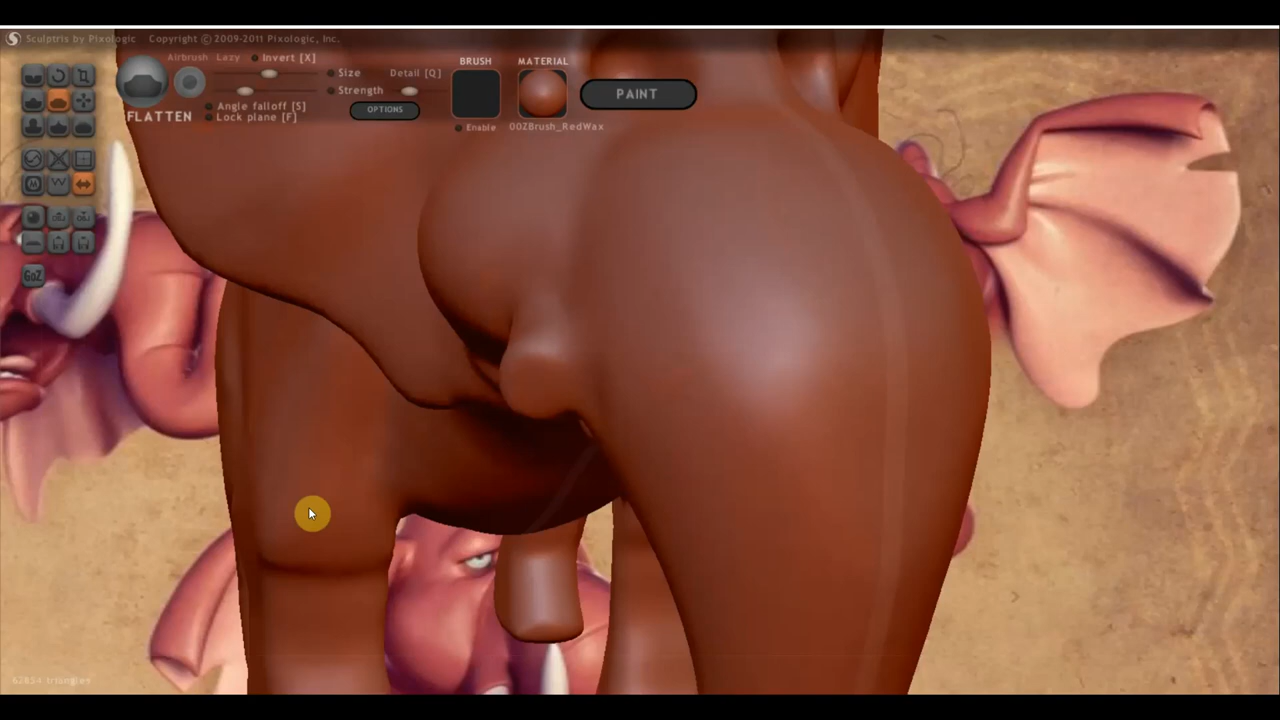 Sculptris by Pixologic Copyright © 2009-2011 Pixologic, Inc.
Airbrush Lazy Invert [X]
Size Detail [Q]
Strength
Angle falloff [S]
Lock plane [F]
FLATTEN
OPTIONS
BRUSH
Enable
MATERIAL
00ZBrush_RedWax
PAINT
GoZ
62854 triangles